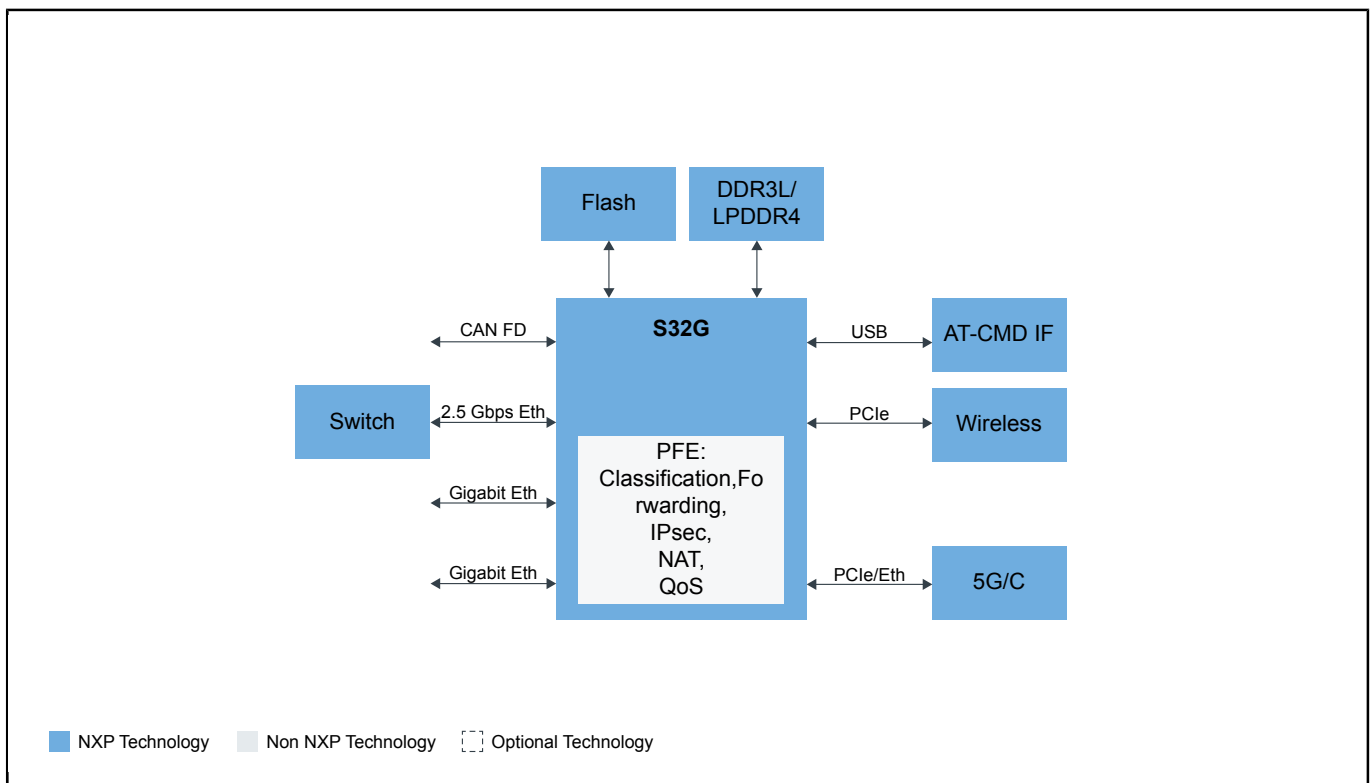 Flash
DDR3L/
LPDDR4
S32G
CAN FD
USB
AT-CMD IF
Switch
2.5 Gbps Eth
PCIe
Wireless
PFE:
Classification,Fo
rwarding,
IPsec,
NAT,
QoS
Gigabit Eth
Gigabit Eth
PCIe/Eth
5G/C
NXP Technology
Non NXP Technology
Optional Technology